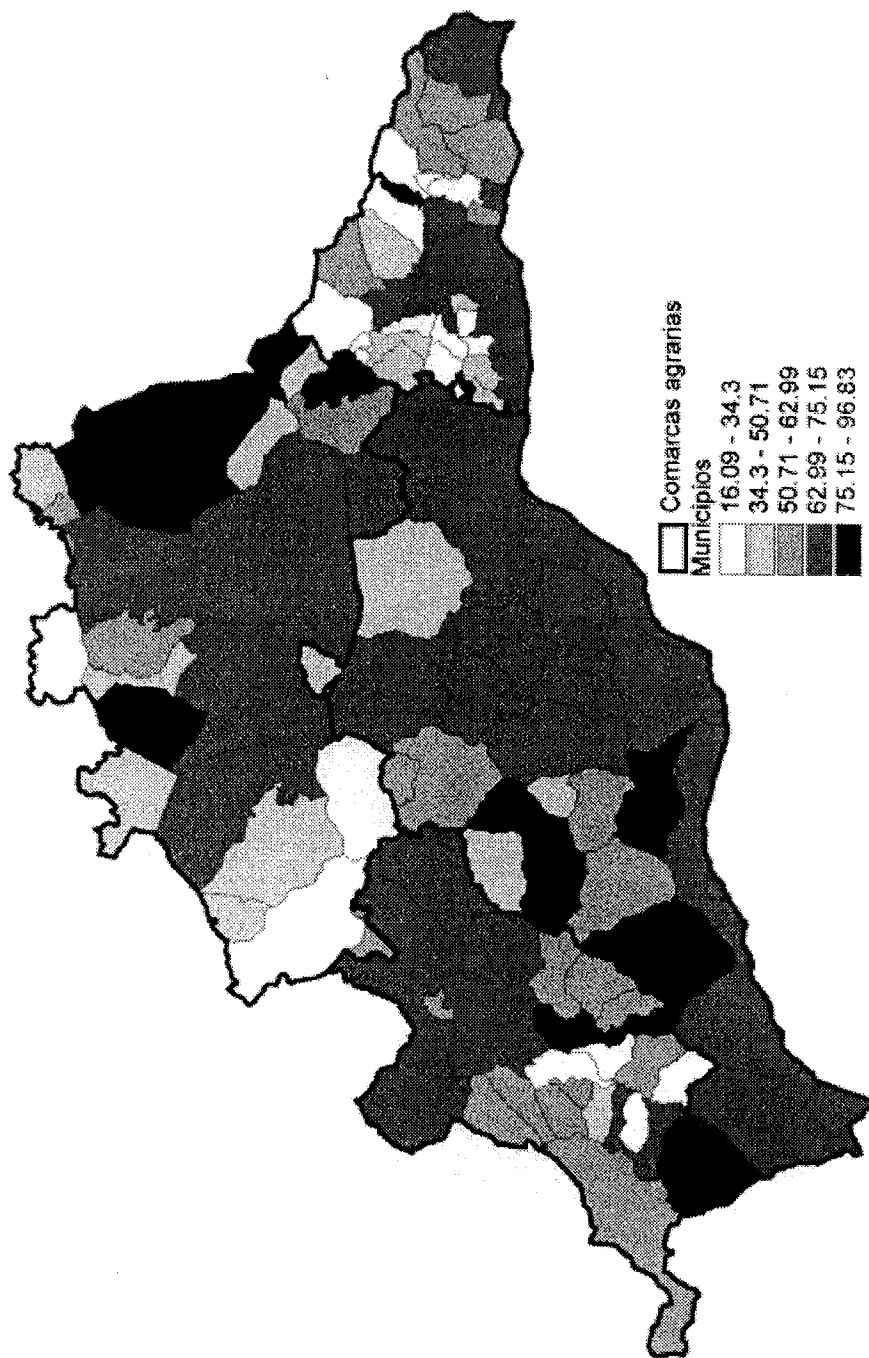 Comarcas agrarias
Municipios
16.09 - 34.3
34.3 - 50.71
50.71 - 62.99
62.99 - 75.15
75.15 - 96.83